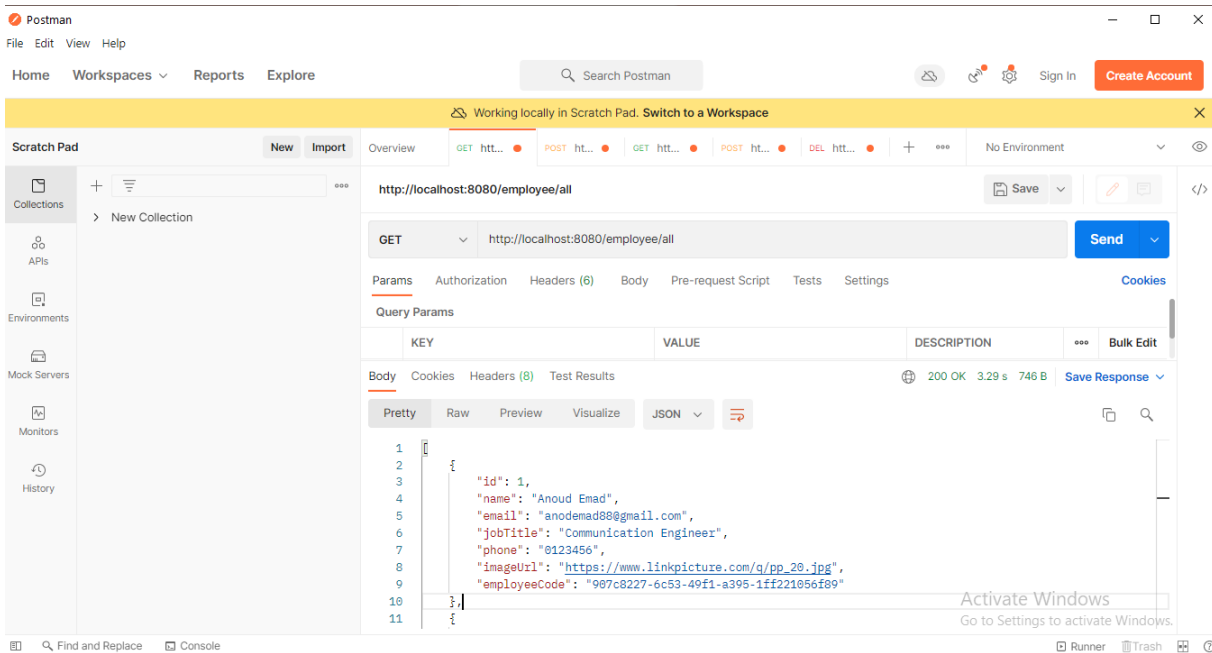 Postman
File Edit View Help
Home Workspaces Reports Explore Search Postman Sign In Create Account
Working locally in Scratch Pad. Switch to a Workspace
Scratch Pad New Import Overview GET htt... POST ht... GET htt... POST ht... DEL htt... No Environment
Collections
New Collection
APIs
Environments
Mock Servers
Monitors
History
http://localhost:8080/employee/all Save
GET http://localhost:8080/employee/all Send
Params Authorization Headers (6) Body Pre-request Script Tests Settings Cookies
Query Params
KEY VALUE DESCRIPTION Bulk Edit
Body Cookies Headers (8) Test Results 200 OK 3.29 s 746 B Save Response
Pretty Raw Preview Visualize JSON
1 [
2 {
3 "id": 1,
4 "name": "Anoud Emad",
5 "email": "anodemad88@gmail.com",
6 "jobTitle": "Communication Engineer",
7 "phone": "0123456",
8 "imageUrl": "https://www.linkpicture.com/q/pp_20.jpg",
9 "employeeCode": "907c8227-6c53-49f1-a395-1ff221056f89"
10 },
11 {
Activate Windows
Go to Settings to activate Windows.
Find and Replace Console Runner Trash